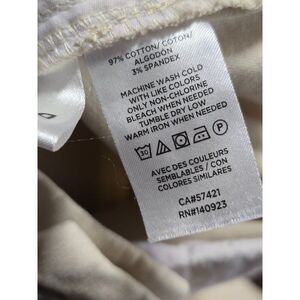 97% COTTON/COTON/
ALGODÓN
3% SPANDEX
MACHINE WASH COLD
WITH LIKE COLORS
ONLY NON-CHLORINE
BLEACH WHEN NEEDED
TUMBLE DRY LOW
WARM IRON WHEN NEEDED
30 P
AVEC DES COULEURS
SEMBLABLES / CON
COLORES SIMILARES
CA#57421
RN#140923